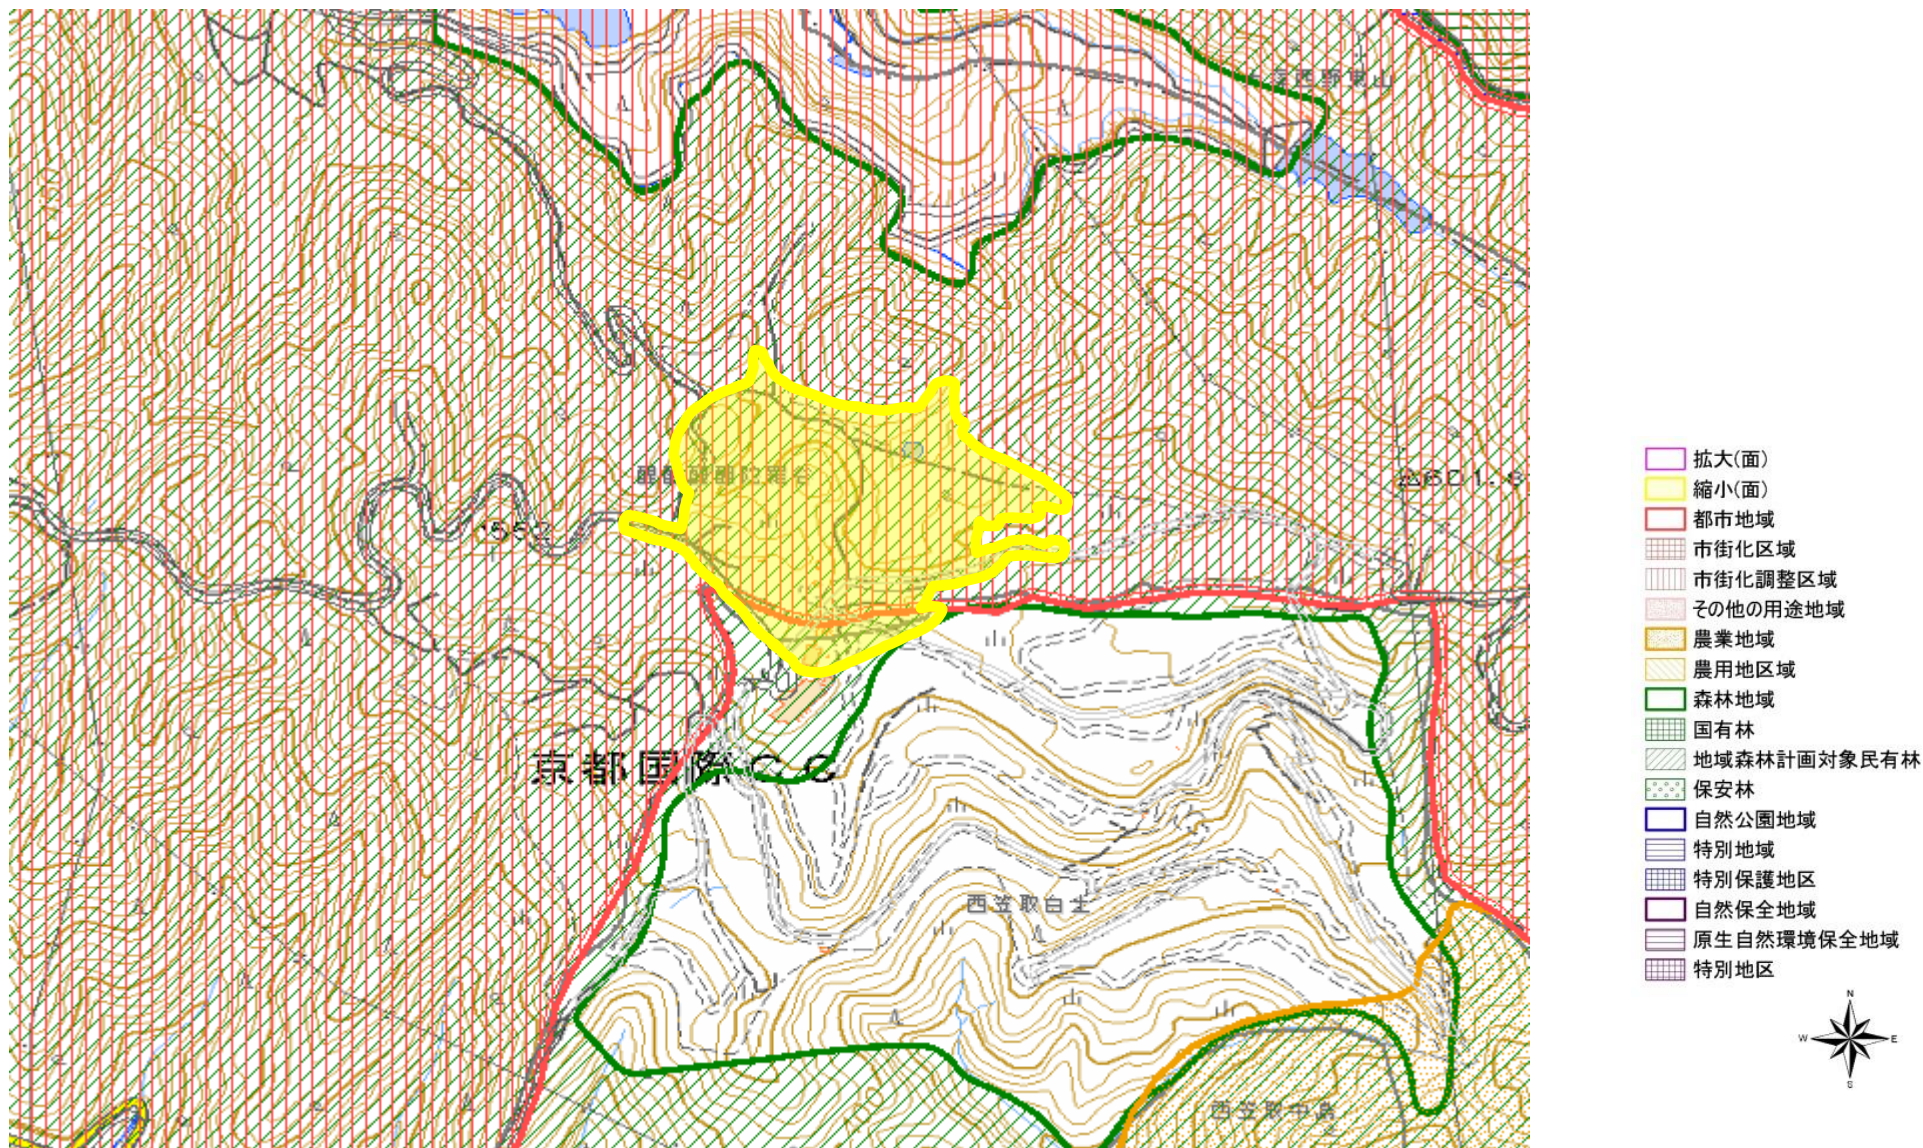 西笠取白土
西笠取中島
京都国際C.C
拡大(面)
縮小(面)
都市地域
市街化区域
市街化調整区域
その他の用途地域
農業地域
農用地区域
森林地域
国有林
地域森林計画対象民有林
保安林
自然公園地域
特別地域
特別保護地区
自然保全地域
原生自然環境保全地域
特別地区
N
W
E
S